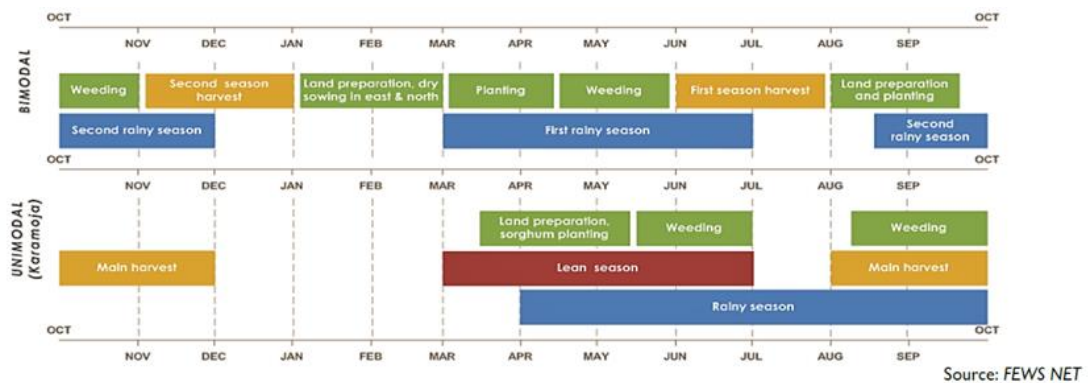 OCT OCT
NOV DEC JAN FEB MAR APR MAY JUN JUL AUG SEP
BIMODAL
Weeding
Second season
harvest
Land preparation, dry
sowing in east & north
Planting
Weeding
First season harvest
Land preparation
and planting
Second rainy season
First rainy season
Second
rainy season
OCT OCT
NOV DEC JAN FEB MAR APR MAY JUN JUL AUG SEP
UNIMODAL
(Karamoja)
Land preparation,
sorghum planting
Weeding
Weeding
Main harvest
Lean season
Main harvest
Rainy season
OCT OCT
NOV DEC JAN FEB MAR APR MAY JUN JUL AUG SEP
Source: FEWS NET